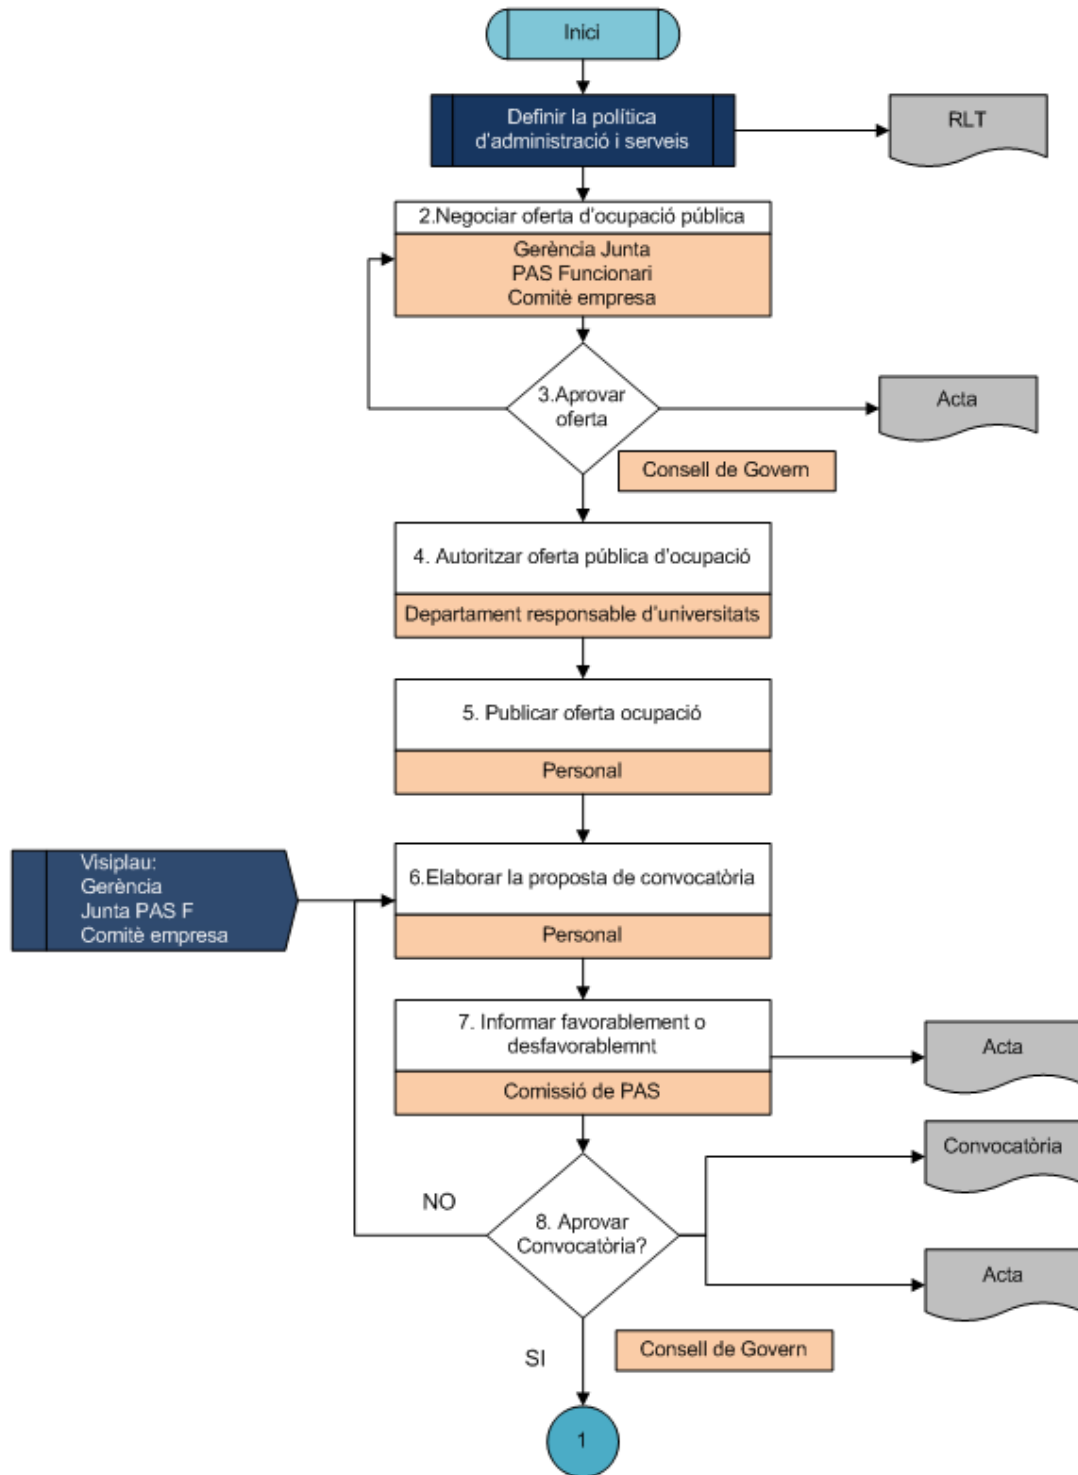 Inici
Definir la política
d'administració i serveis
RLT
2.Negociar oferta d'ocupació pública
Gerència Junta
PAS Funcionari
Comitè empresa
3.Aprovar
oferta
Acta
Consell de Govern
4. Autoritzar oferta pública d'ocupació
Departament responsable d'universitats
5. Publicar oferta ocupació
Personal
Visiplau:
Gerència
Junta PAS F
Comitè empresa
6.Elaborar la proposta de convocatòria
Personal
7. Informar favorablement o
desfavorablemnt
Comissió de PAS
Acta
Convocatòria
NO
8. Aprovar
Convocatòria?
Acta
SI
Consell de Govern
1